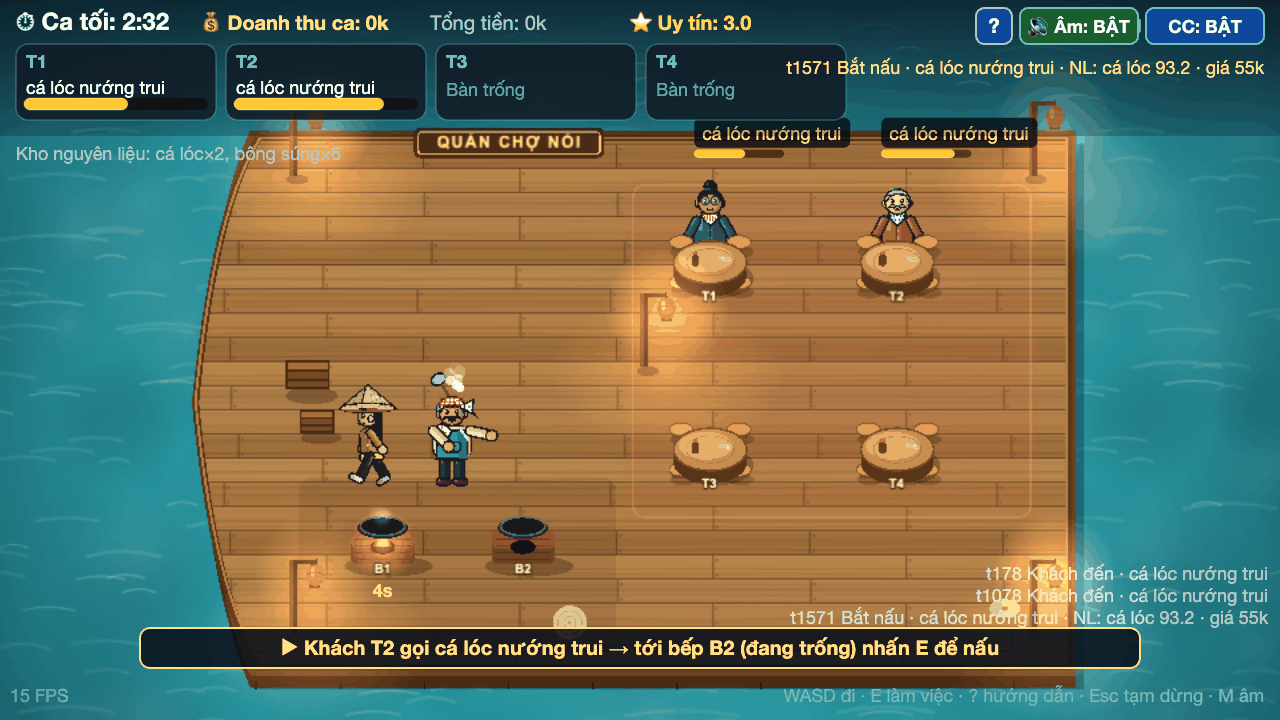 Ca tối: 2:32
Doanh thu ca: 0k
Tổng tiền: 0k
Uy tín: 3.0
?
Âm: BẬT
CC: BẬT
T1
cá lóc nướng trui
T2
cá lóc nướng trui
T3
Bàn trống
T4
Bàn trống
t1571 Bắt nấu · cá lóc nướng trui · NL: cá lóc 93.2 · giá 55k
Kho nguyên liệu: cá lóc×2, bông súng×6
QUÁN CHỢ NỔI
cá lóc nướng trui
cá lóc nướng trui
T1
T2
T3
T4
B1
B2
4s
t178 Khách đến · cá lóc nướng trui
t1078 Khách đến · cá lóc nướng trui
t1571 Bắt nấu · cá lóc nướng trui · NL: cá lóc 93.2 · giá 55k
▶ Khách T2 gọi cá lóc nướng trui → tới bếp B2 (đang trống) nhấn E để nấu
15 FPS
WASD đi · E làm việc · ? hướng dẫn · Esc tạm dừng · M âm